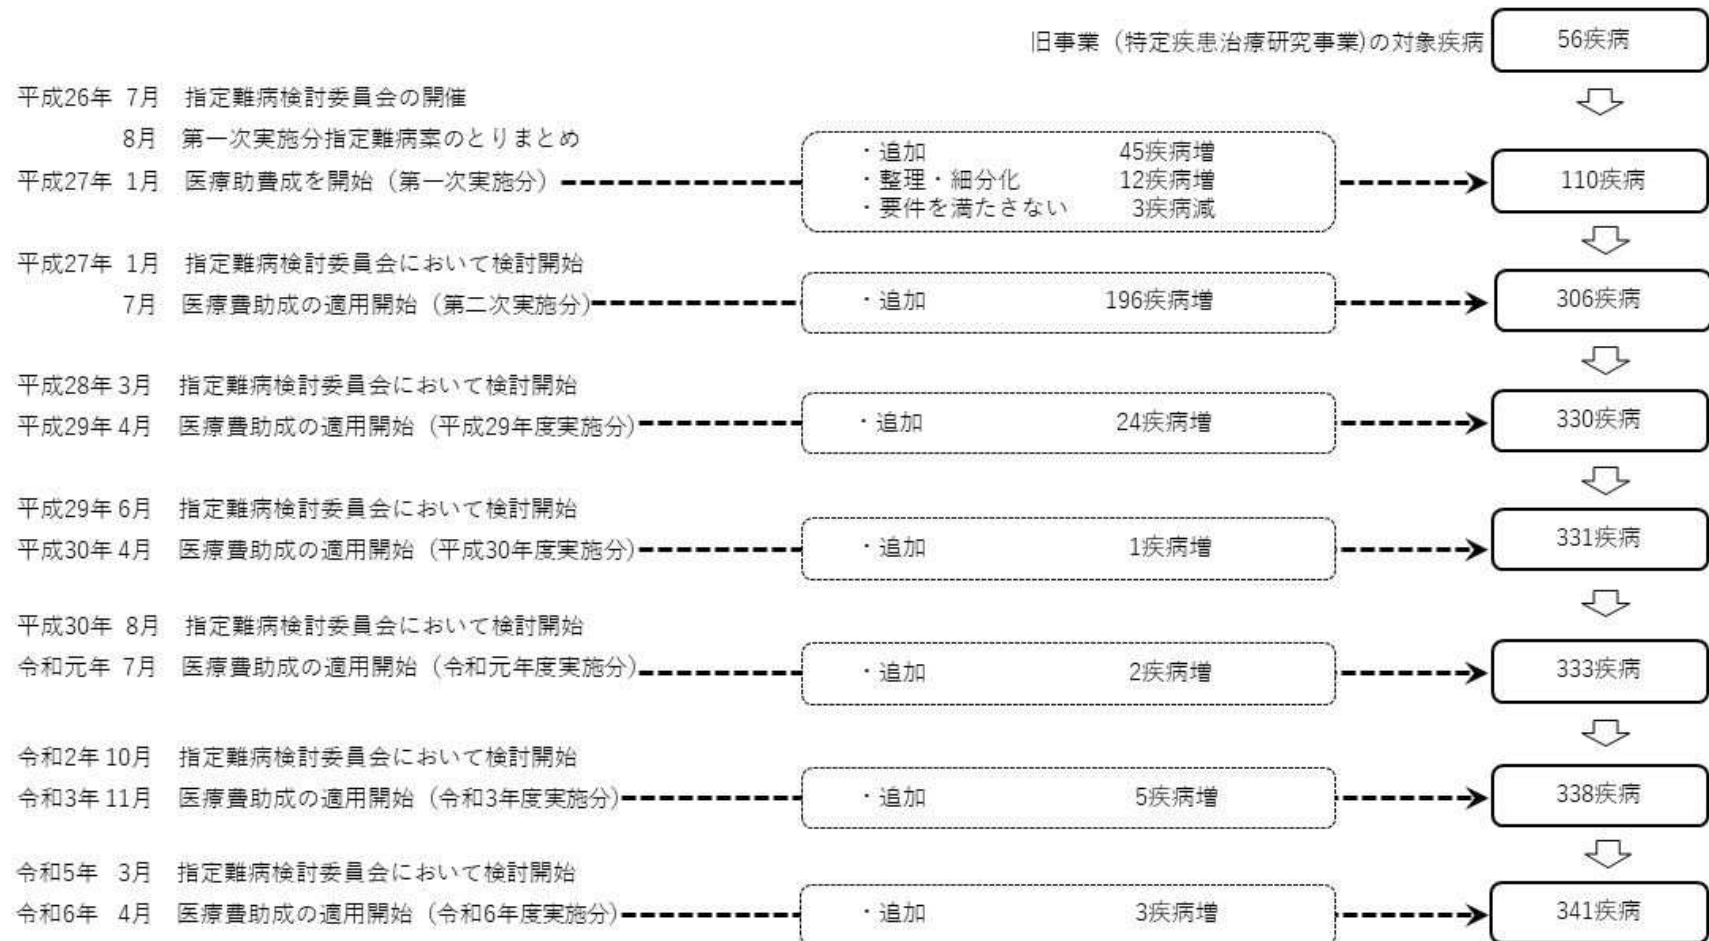 旧事業（特定疾患治療研究事業)の対象疾病 56疾病
平成26年 7月 指定難病検討委員会の開催
8月 第一次実施分指定難病案のとりまとめ
・追加 45疾病増
平成27年 1月 医療助費成を開始（第一次実施分） ・整理・細分化 12疾病増 110疾病
・要件を満たさない 3疾病減
平成27年 1月 指定難病検討委員会において検討開始
7月 医療費助成の適用開始（第二次実施分) ・追加 196疾病増 306疾病
平成28年 3月 指定難病検討委員会において検討開始
平成29年 4月 医療費助成の適用開始（平成29年度実施分) ・追加 24疾病増 330疾病
平成29年 6月 指定難病検討委員会において検討開始
平成30年 4月 医療費助成の適用開始（平成30年度実施分) ・追加 1疾病増 331疾病
平成30年 8月 指定難病検討委員会において検討開始
令和元年 7月 医療費助成の適用開始（令和元年度実施分) ・追加 2疾病増 333疾病
令和2年 10月 指定難病検討委員会において検討開始
令和3年 11月 医療費助成の適用開始（令和3年度実施分) ・追加 5疾病増 338疾病
令和5年 3月 指定難病検討委員会において検討開始
令和6年 4月 医療費助成の適用開始（令和6年度実施分) ・追加 3疾病増 341疾病